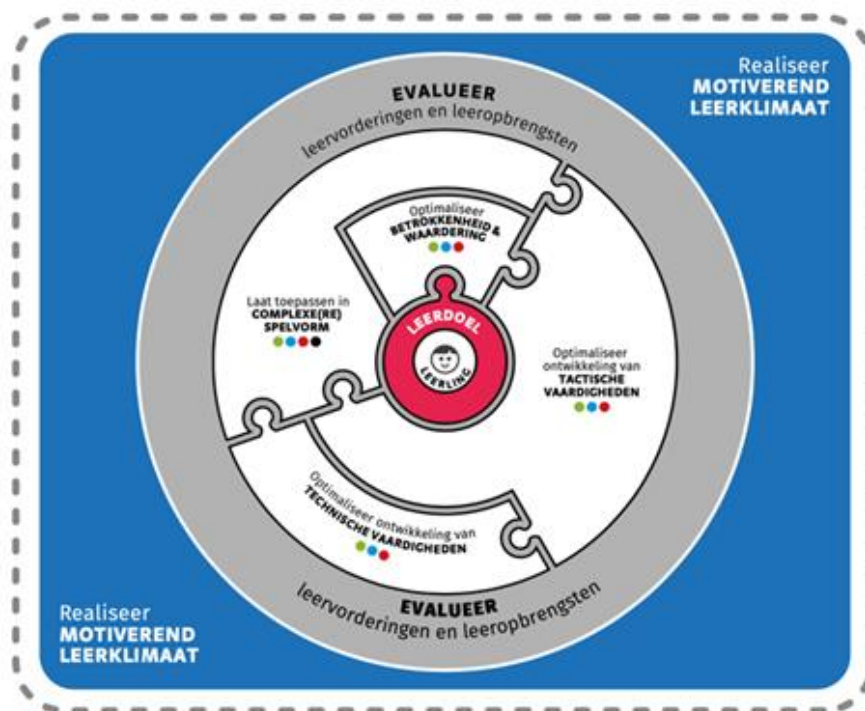 Realiseer
MOTIVEREND
LEERKLIMAAT
EVALUEER
leervorderingen en leeropbrengsten
Optimaliseer
BETROKKENHEID &
WAARDERING
Laat toepassen in
COMPLEXE(RE)
SPELVORM
LEERDOEL
LEERLING
Optimaliseer
ontwikkeling van
TACTISCHE
VAARDIGHEDEN
Optimaliseer ontwikkeling van
TECHNISCHE VAARDIGHEDEN
EVALUEER
leervorderingen en leeropbrengsten
Realiseer
MOTIVEREND
LEERKLIMAAT